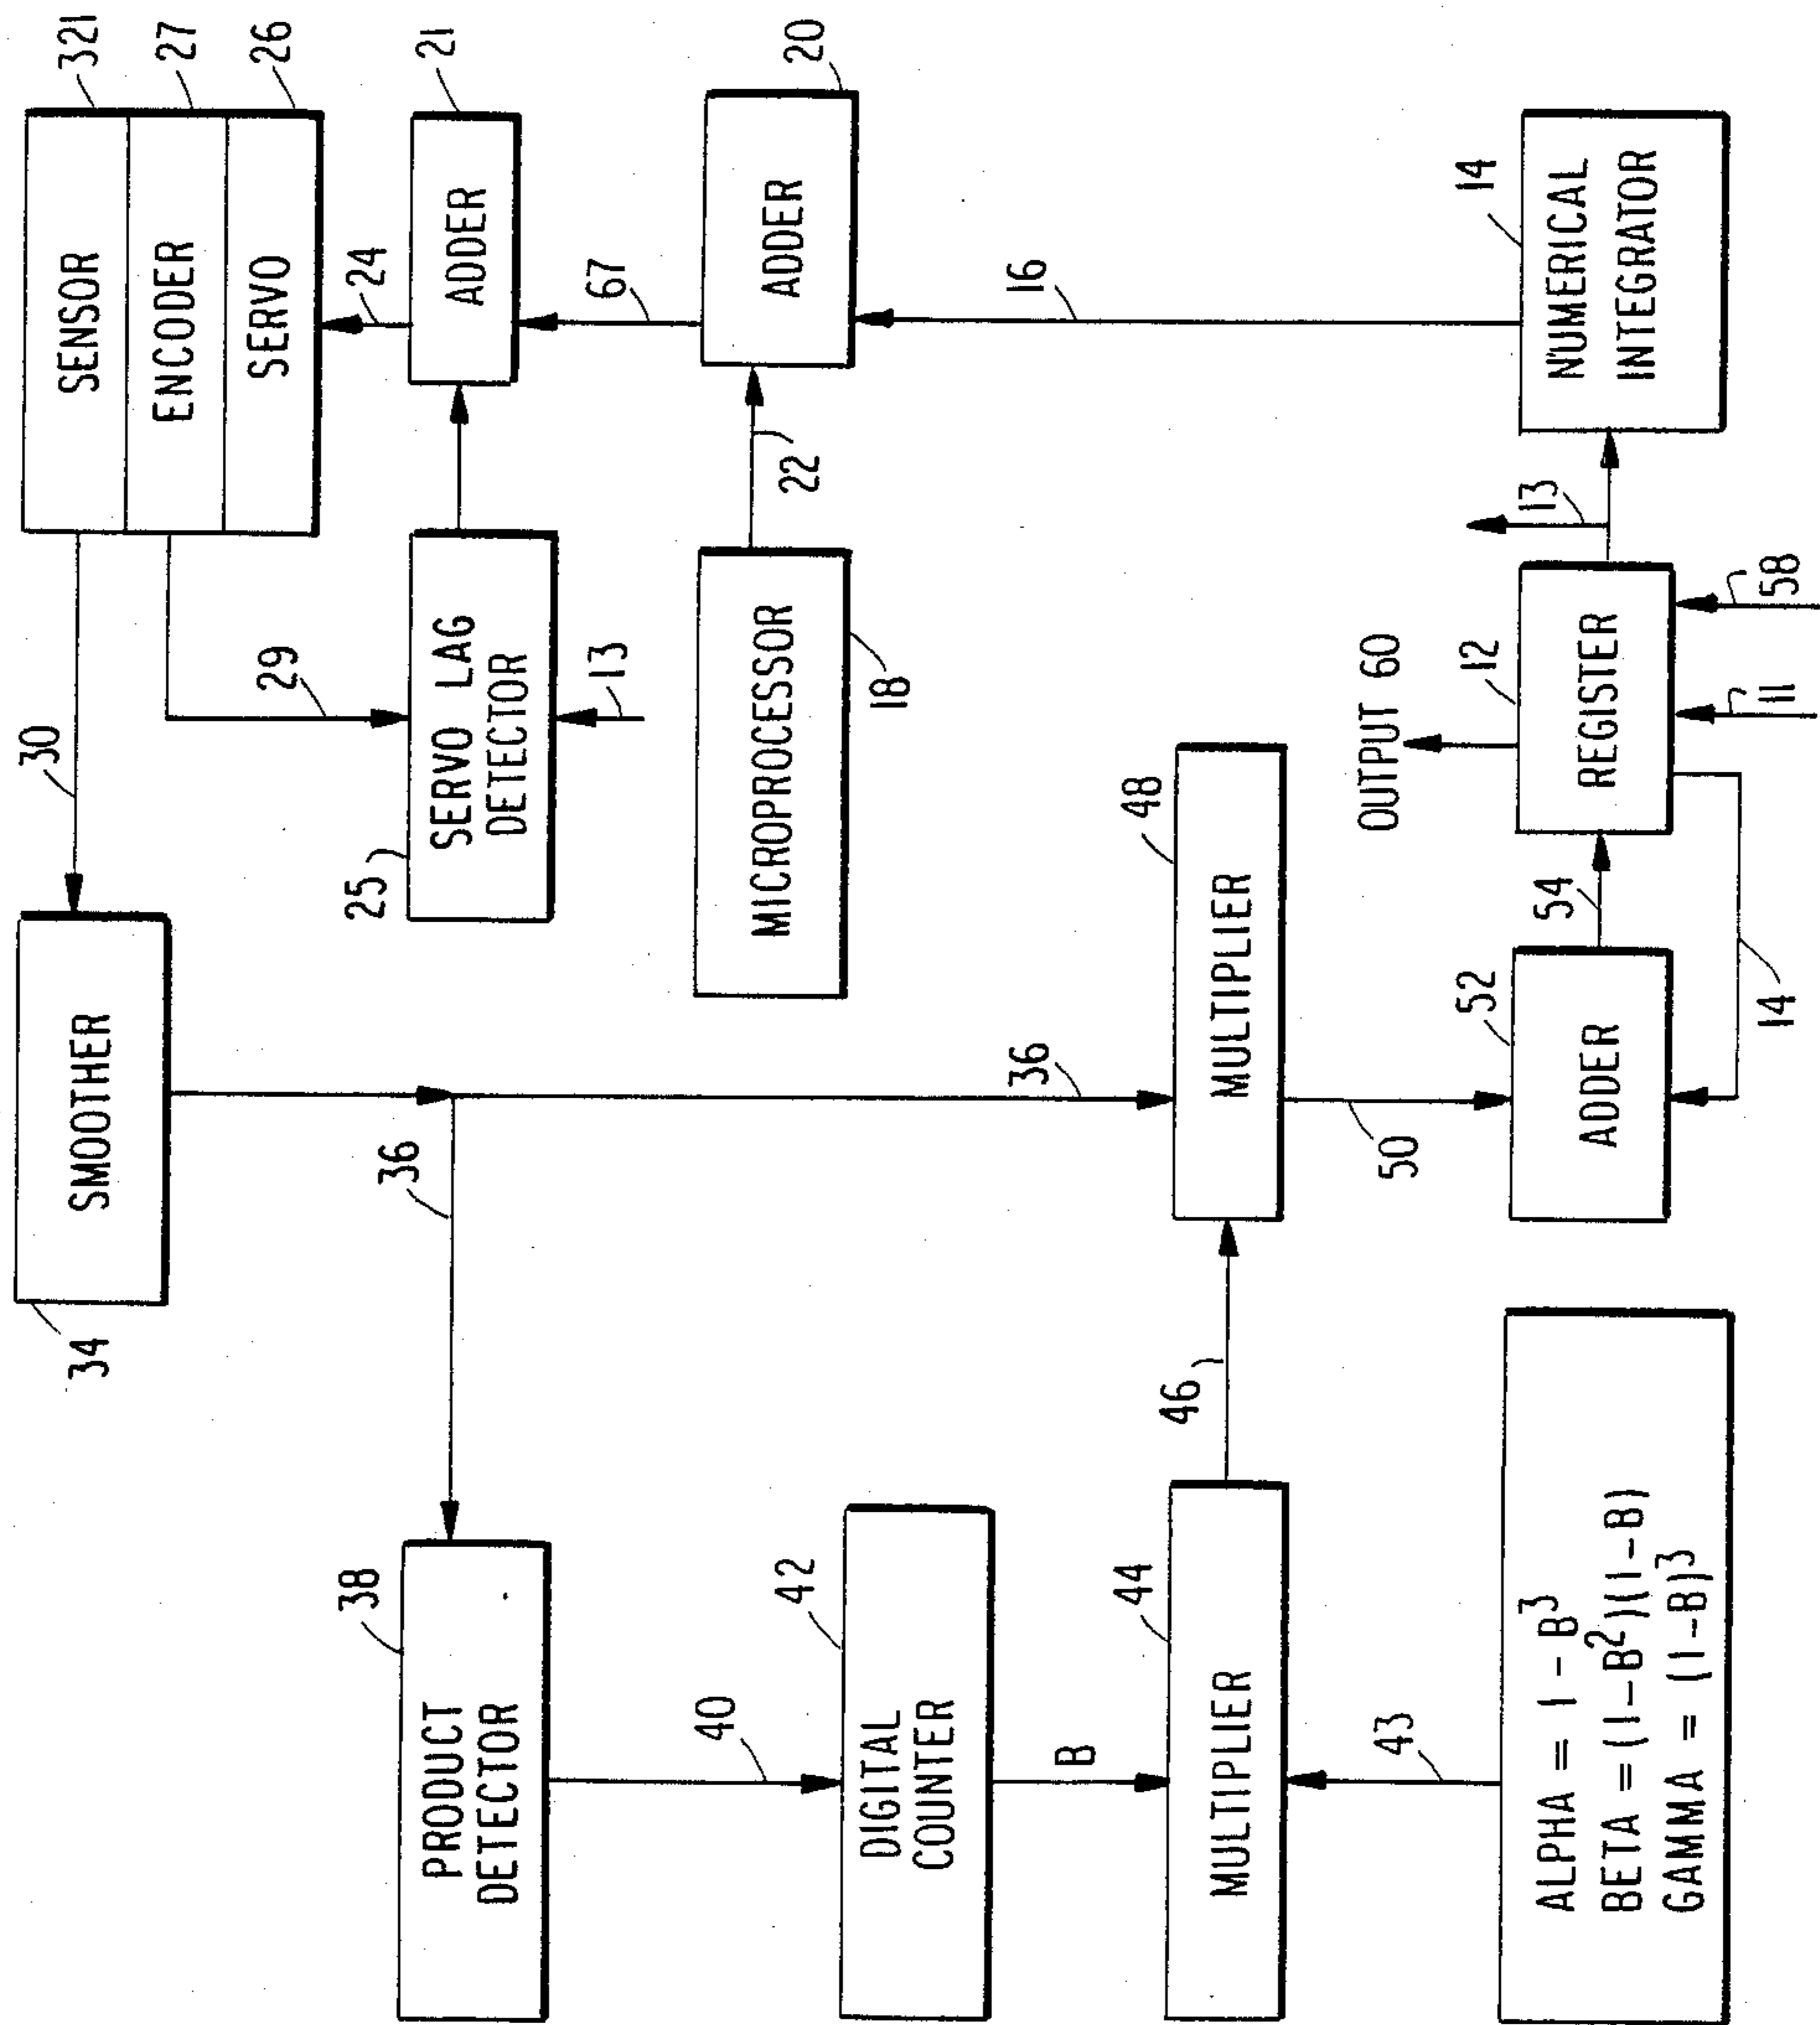 34
SMOOTHER
30
SENSOR
321
ENCODER
27
SERVO
26
36
29
24
38
PRODUCT
DETECTOR
25
SERVO LAG
DETECTOR
ADDER
21
13
67
40
MICROPROCESSOR
18
22
ADDER
20
42
DIGITAL
COUNTER
36
16
B
44
MULTIPLIER
46
MULTIPLIER
48
43
50
OUTPUT 60
13
ALPHA = 1 - B³
BETA = (1-B²)(1-B)
GAMMA = (1-B)³
52
ADDER
54
12
REGISTER
14
NUMERICAL
INTEGRATOR
14
11
58